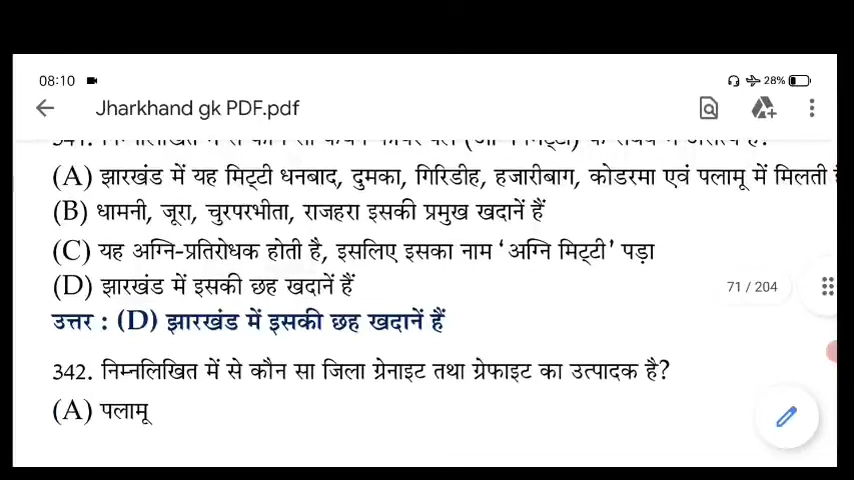 08:10 28%
Jharkhand gk PDF.pdf
(A) झारखंड में यह मिट्टी धनबाद, दुमका, गिरिडीह, हजारीबाग, कोडरमा एवं पलामू में मिलती
(B) धामनी, जूरा, चुरपरभीता, राजहरा इसकी प्रमुख खदानें हैं
(C) यह अग्नि-प्रतिरोधक होती है, इसलिए इसका नाम ‘अग्नि मिट्टी’ पड़ा
(D) झारखंड में इसकी छह खदानें हैं
71 / 204
उत्तर : (D) झारखंड में इसकी छह खदानें हैं
342. निम्नलिखित में से कौन सा जिला ग्रेनाइट तथा ग्रेफाइट का उत्पादक है?
(A) पलामू